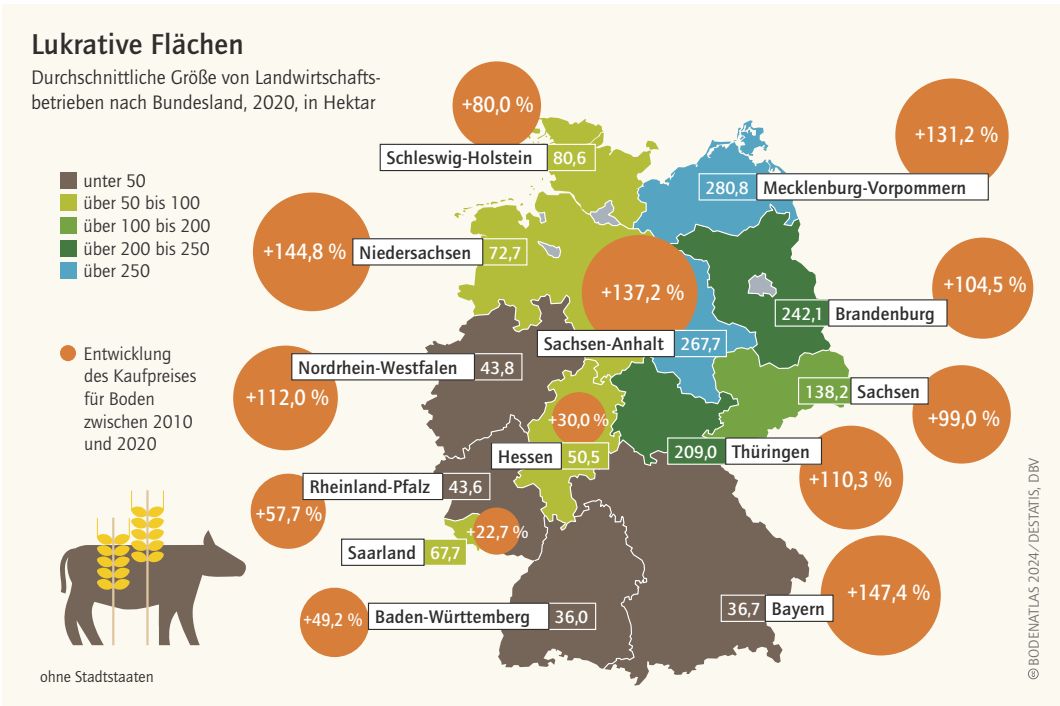 Lukrative Flächen
Durchschnittliche Größe von Landwirtschafts-
betrieben nach Bundesland, 2020, in Hektar
unter 50
über 50 bis 100
über 100 bis 200
über 200 bis 250
über 250
Entwicklung
des Kaufpreises
für Boden
zwischen 2010
und 2020
+80,0 %
Schleswig-Holstein 80,6
+131,2 %
280,8 Mecklenburg-Vorpommern
+144,8 %
Niedersachsen 72,7
+137,2 %
Sachsen-Anhalt 267,7
+104,5 %
242,1 Brandenburg
Nordrhein-Westfalen 43,8
+112,0 %
138,2 Sachsen
+99,0 %
+30,0 %
Hessen 50,5
209,0 Thüringen
+110,3 %
Rheinland-Pfalz 43,6
+57,7 %
+22,7 %
Saarland 67,7
+49,2 %
Baden-Württemberg 36,0
36,7 Bayern
+147,4 %
ohne Stadtstaaten
© BODENATLAS 2024/ DESTATIS, DBV